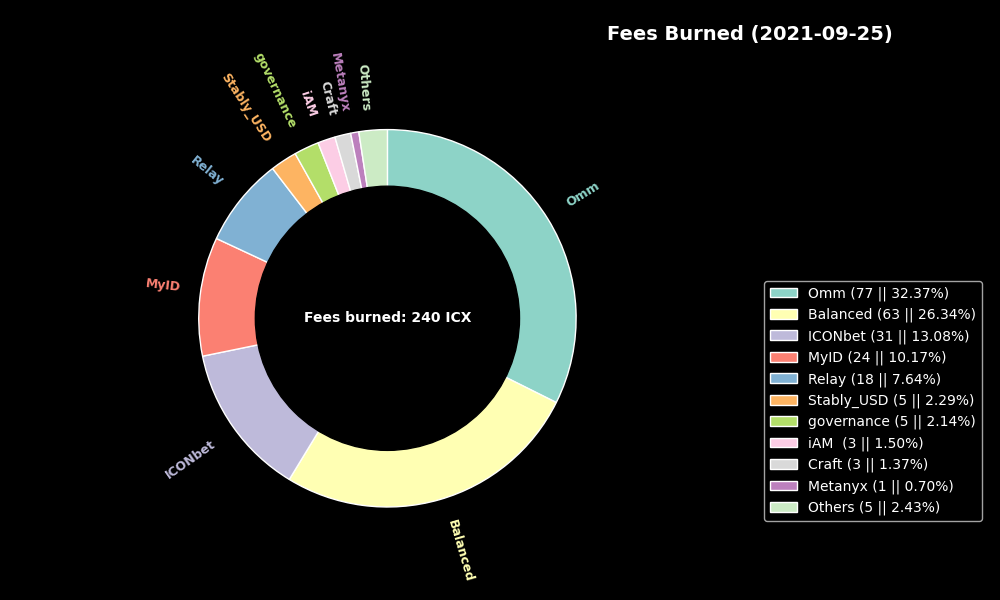 Fees Burned (2021-09-25)
Others
Metanyx
Craft
iAM
governance
Stably_USD
Relay
Omm
MyID
Fees burned: 240 ICX
ICONbet
Balanced
Omm (77 || 32.37%)
Balanced (63 || 26.34%)
ICONbet (31 || 13.08%)
MyID (24 || 10.17%)
Relay (18 || 7.64%)
Stably_USD (5 || 2.29%)
governance (5 || 2.14%)
iAM  (3 || 1.50%)
Craft (3 || 1.37%)
Metanyx (1 || 0.70%)
Others (5 || 2.43%)